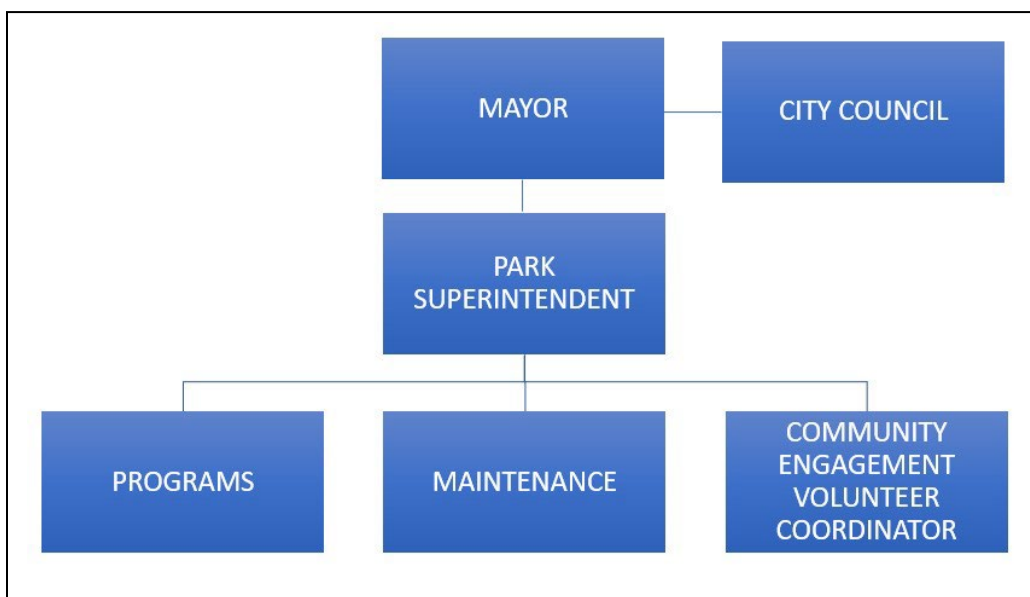 MAYOR
CITY COUNCIL
PARK
SUPERINTENDENT
PROGRAMS
MAINTENANCE
COMMUNITY
ENGAGEMENT
VOLUNTEER
COORDINATOR